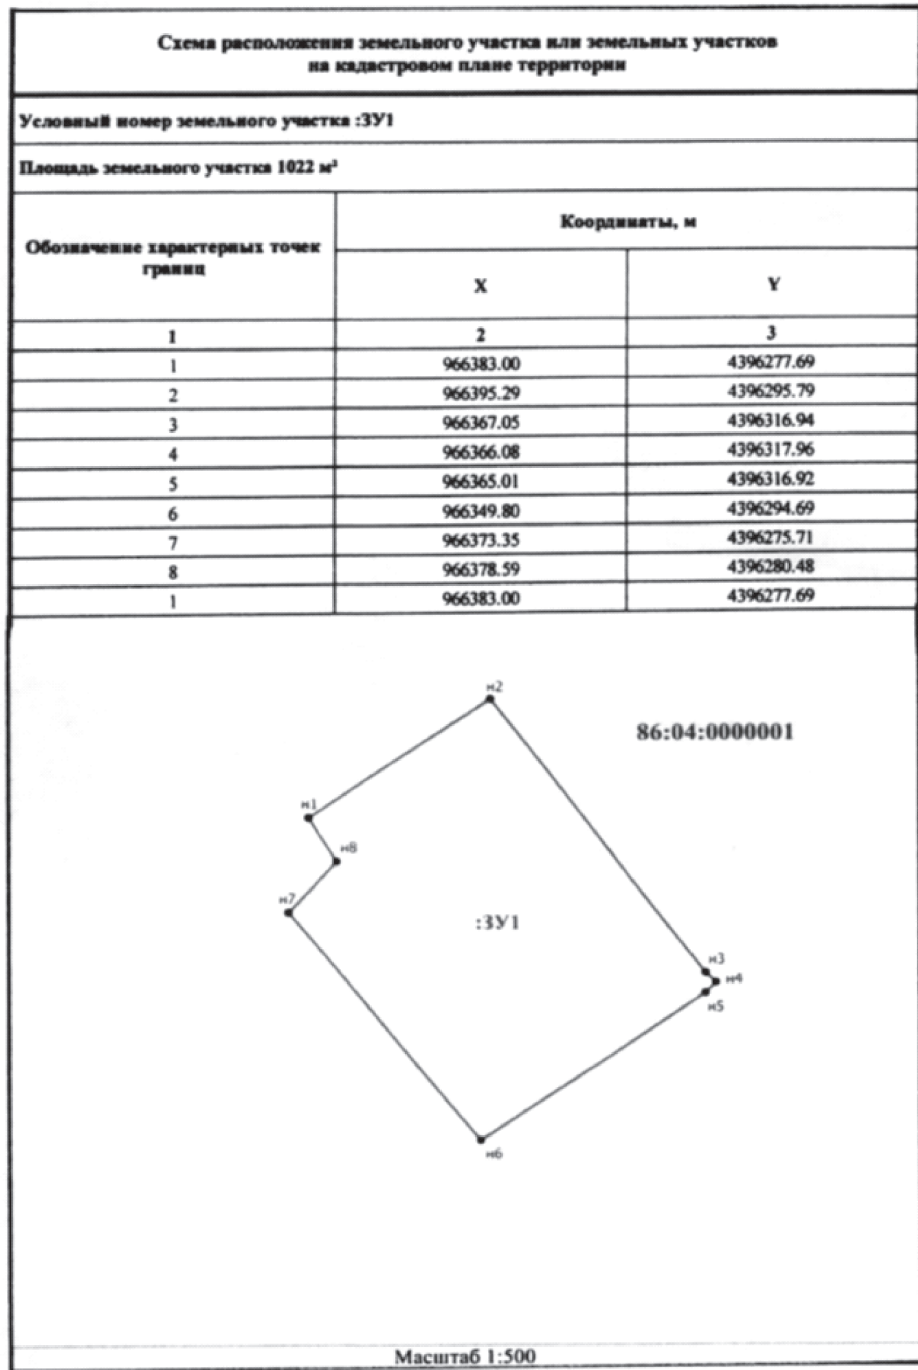 Схема расположения земельного участка или земельных участков
на кадастровом плане территории
Условный номер земельного участка :ЗУ1
Площадь земельного участка 1022 м²
Обозначение характерных точек
границ
Координаты, м
X
Y
1
2
3
1
966383.00
4396277.69
2
966395.29
4396295.79
3
966367.05
4396316.94
4
966366.08
4396317.96
5
966365.01
4396316.92
6
966349.80
4396294.69
7
966373.35
4396275.71
8
966378.59
4396280.48
1
966383.00
4396277.69
н2
86:04:0000001
н1
н8
н7
:ЗУ1
н3
н4
н5
н6
Масштаб 1:500